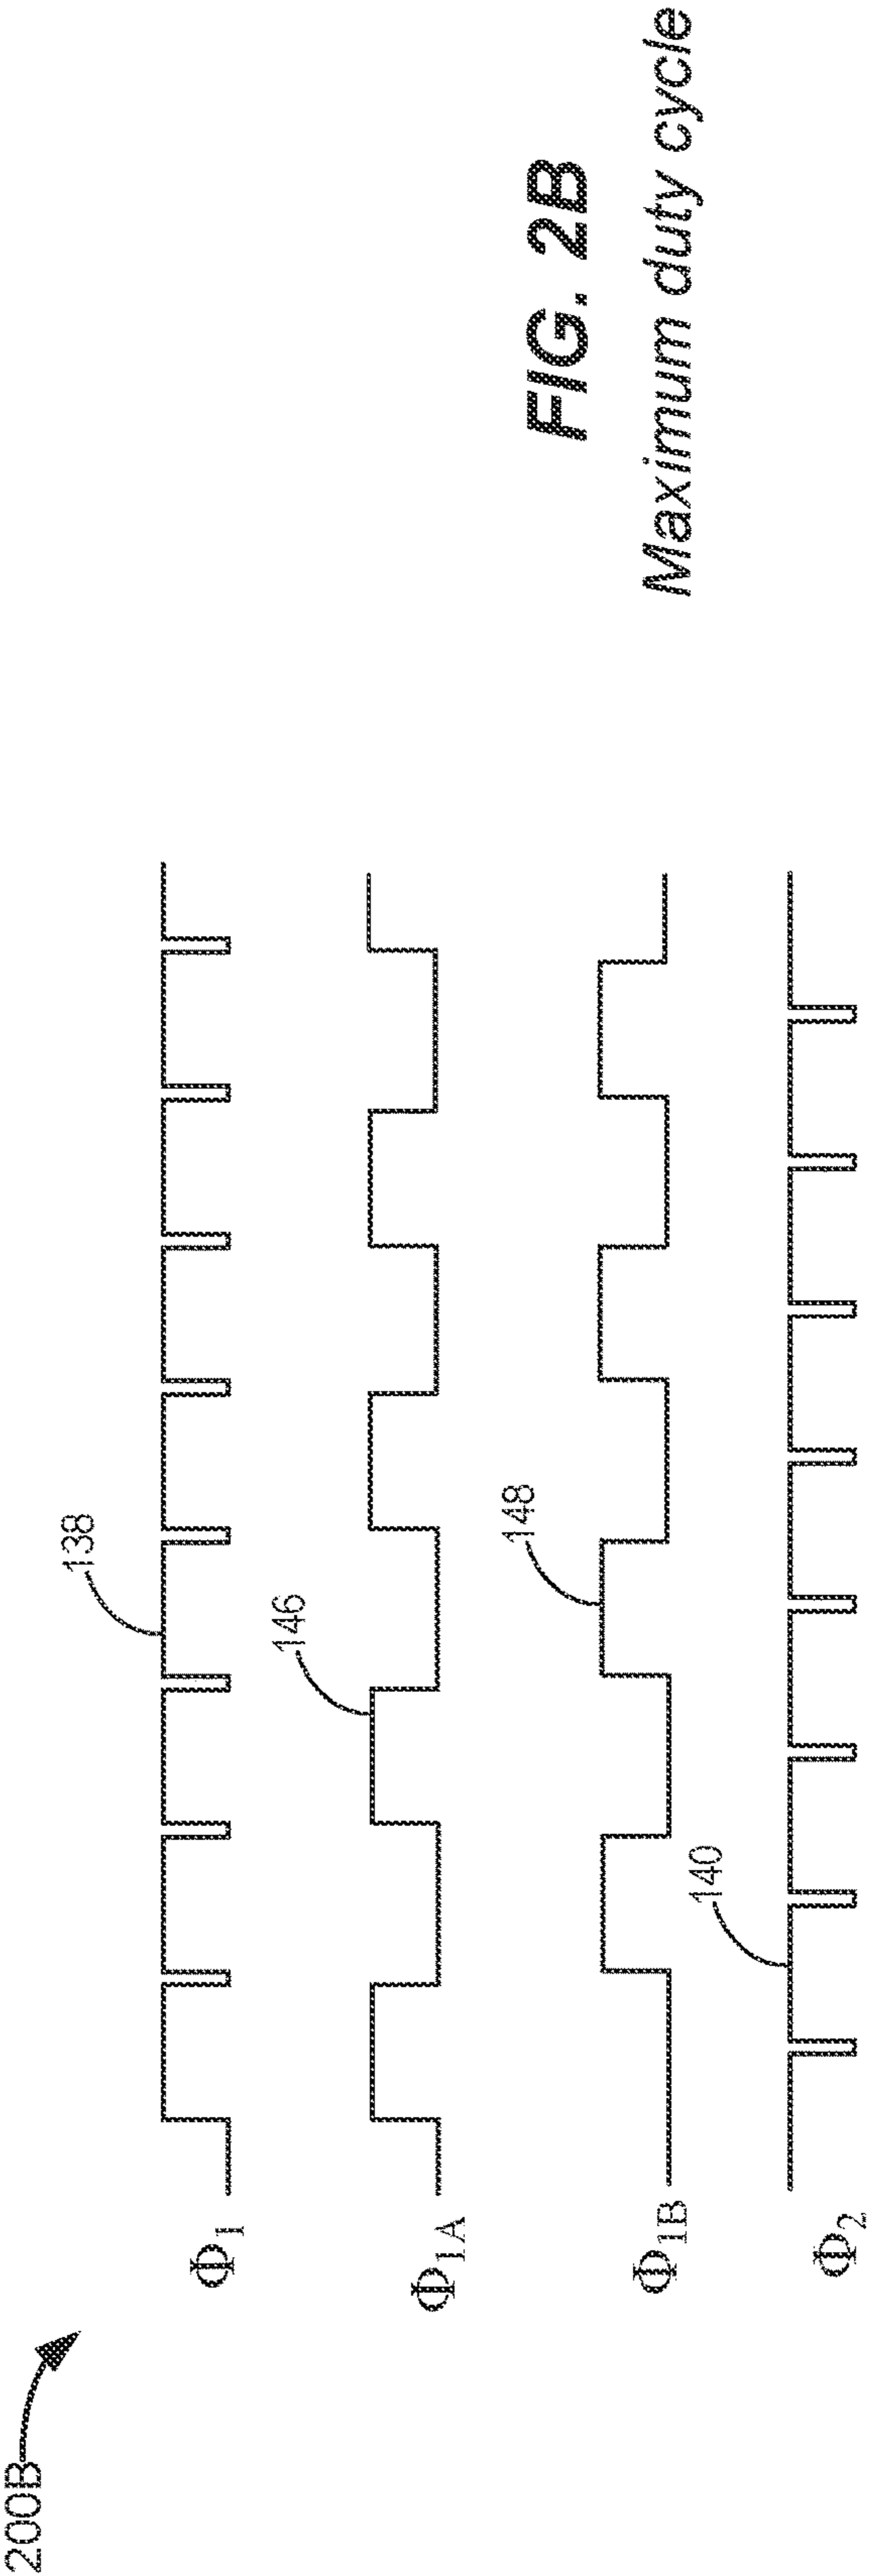 200B
Φ1
138
Φ1A
146
Φ1B
148
Φ2
140
FIG. 2B
Maximum duty cycle